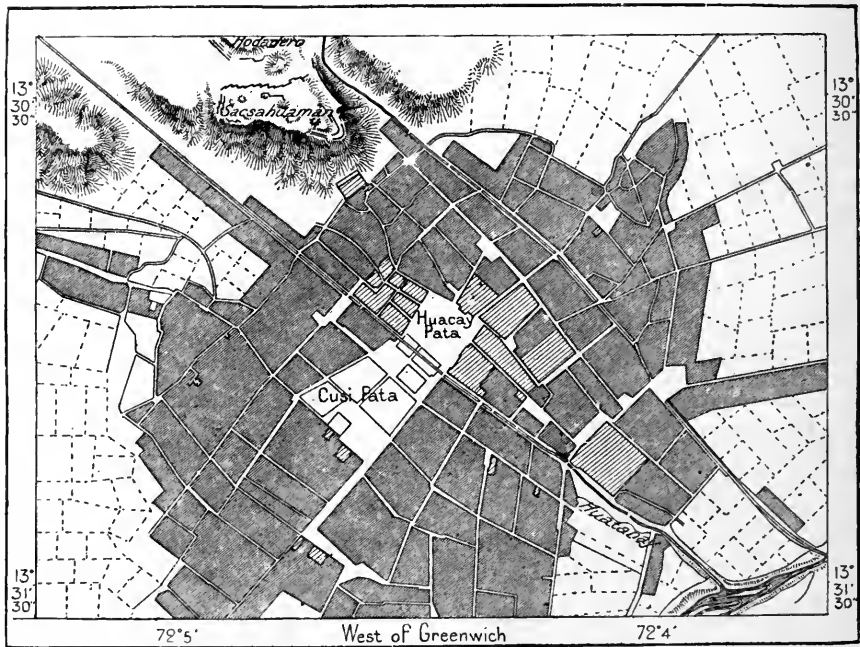 Rodadero
Sacsahuaman
13°
30'
30"
13°
30'
30"
Huacay
Pata
Cusi Pata
Huatanay
13°
31'
30"
13°
31'
30"
72°5'
West of Greenwich
72°4'